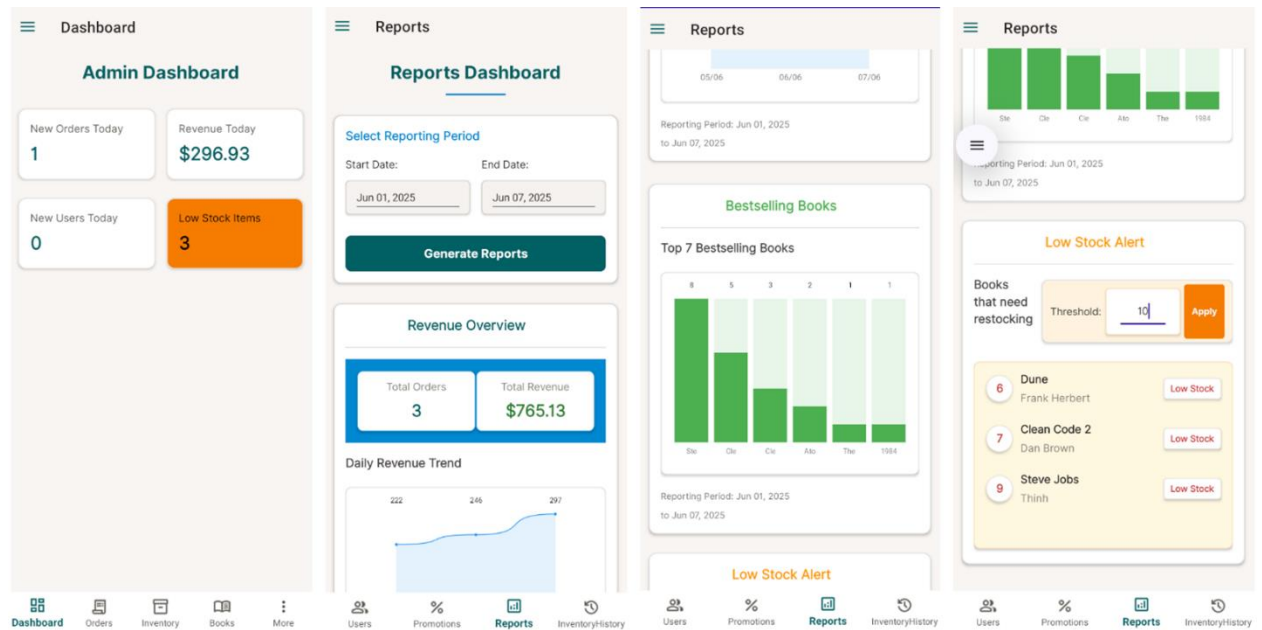 Dashboard
Admin Dashboard
New Orders Today
1
Revenue Today
$296.93
New Users Today
0
Low Stock Items
3
Dashboard
Orders
Inventory
Books
More
Reports
Reports Dashboard
Select Reporting Period
Start Date:
End Date:
Jun 01, 2025
Jun 07, 2025
Generate Reports
Revenue Overview
Total Orders
3
Total Revenue
$765.13
Daily Revenue Trend
222 246 297
Users
Promotions
Reports
InventoryHistory
Reports
05/06 06/06 07/06
Reporting Period: Jun 01, 2025
to Jun 07, 2025
Bestselling Books
Top 7 Bestselling Books
8 5 3 2 1 1
Ste Cle Cle Ato The 1984
Reporting Period: Jun 01, 2025
to Jun 07, 2025
Low Stock Alert
Users
Promotions
Reports
InventoryHistory
Reports
Ste Cle Cle Ato The 1984
Reporting Period: Jun 01, 2025
to Jun 07, 2025
Low Stock Alert
Books
that need
restocking
Threshold:
10
Apply
6
Dune
Frank Herbert
Low Stock
7
Clean Code 2
Dan Brown
Low Stock
9
Steve Jobs
Thinh
Low Stock
Users
Promotions
Reports
InventoryHistory